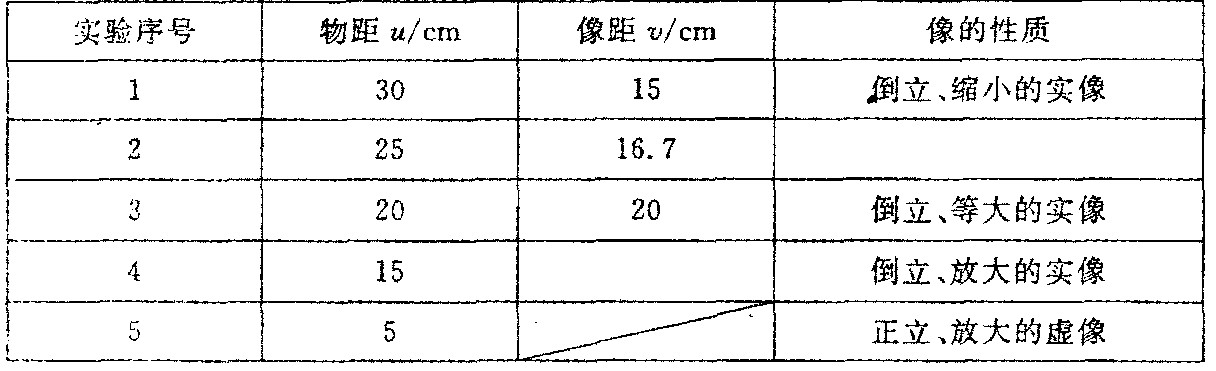 实验序号 物距 u/cm 像距 v/cm 像的性质
1 30 15 倒立、缩小的实像
2 25 16.7
3 20 20 倒立、等大的实像
4 15 倒立、放大的实像
5 5 正立、放大的虚像